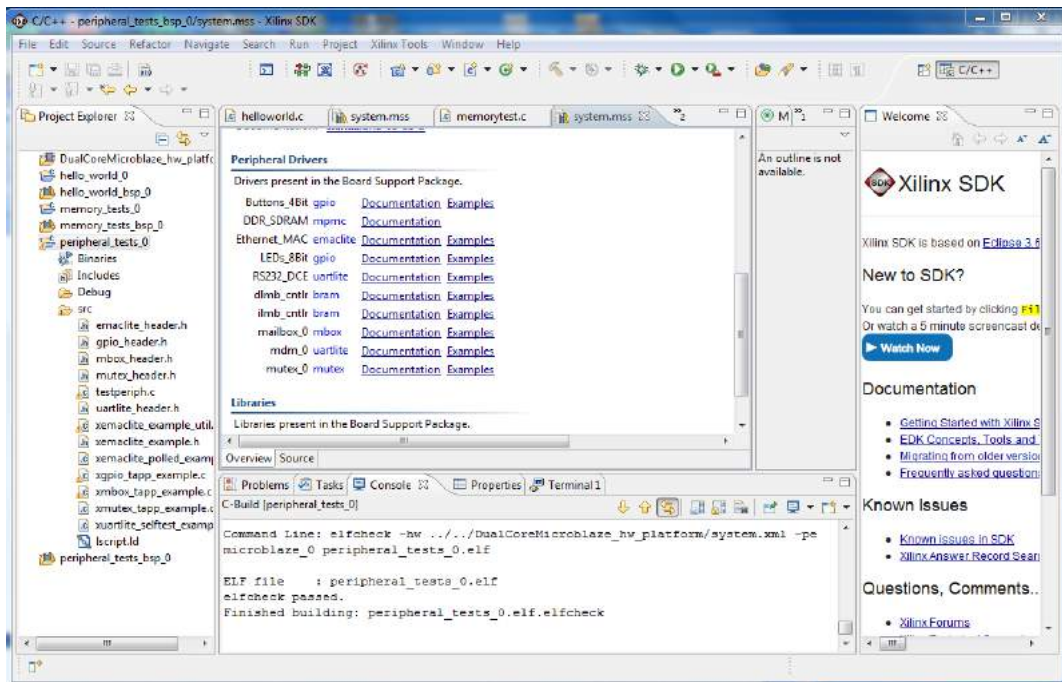 C/C++ - peripheral_tests_bsp_0/system.mss - Xilinx SDK
File Edit Source Refactor Navigate Search Run Project Xilinx Tools Window Help
C/C++
Project Explorer
DualCoreMicroblaze_hw_platfo
hello_world_0
hello_world_bsp_0
memory_tests_0
memory_tests_bsp_0
peripheral_tests_0
Binaries
Includes
Debug
src
emaclite_header.h
gpio_header.h
mbox_header.h
mutex_header.h
testperiph.c
uartlite_header.h
xemaclite_example_util.
xemaclite_example.h
xemaclite_polled_examp
xgpio_tapp_example.c
xmbox_tapp_example.c
xmutex_tapp_example.c
xuartlite_selftest_examp
lscript.ld
peripheral_tests_bsp_0
helloworld.c system.mss memorytest.c system.mss 2
Peripheral Drivers
Drivers present in the Board Support Package.
Buttons_4Bit gpio Documentation Examples
DDR_SDRAM mpmc Documentation
Ethernet_MAC emaclite Documentation Examples
LEDs_8Bit gpio Documentation Examples
RS232_DCE uartlite Documentation Examples
dlmb_cntlr bram Documentation Examples
ilmb_cntlr bram Documentation Examples
mailbox_0 mbox Documentation Examples
mdm_0 uartlite Documentation Examples
mutex_0 mutex Documentation Examples
Libraries
Libraries present in the Board Support Package.
Overview Source
Problems Tasks Console Properties Terminal 1
C-Build [peripheral_tests_0]
Command Line: elfcheck -hw ../../DualCoreMicroblaze_hw_platform/system.xml -pe
microblaze_0 peripheral_tests_0.elf
ELF file : peripheral_tests_0.elf
elfcheck passed.
Finished building: peripheral_tests_0.elf.elfcheck
M 1
An outline is not
available.
Welcome
SDK Xilinx SDK
Xilinx SDK is based on Eclipse 3.6
New to SDK?
You can get started by clicking Fil
Or watch a 5 minute screencast de
Watch Now
Documentation
Getting Started with Xilinx S
EDK Concepts, Tools and
Migrating from older version
Frequently asked question
Known Issues
Known issues in SDK
Xilinx Answer Record Sear
Questions, Comments..
Xilinx Forums